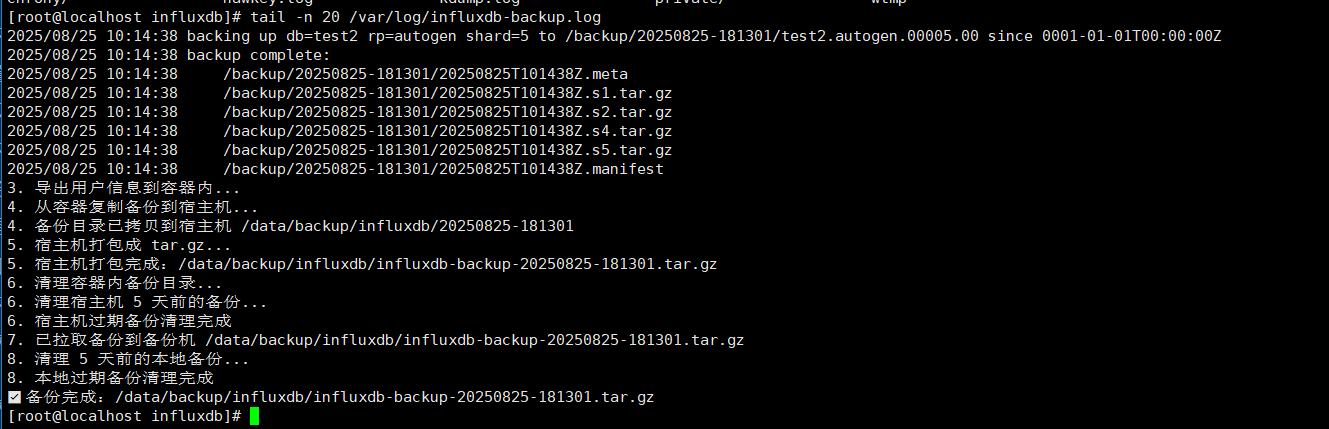 chrony/ hawkey.log kdump.log private/ wtmp
[root@localhost influxdb]# tail -n 20 /var/log/influxdb-backup.log
2025/08/25 10:14:38 backing up db=test2 rp=autogen shard=5 to /backup/20250825-181301/test2.autogen.00005.00 since 0001-01-01T00:00:00Z
2025/08/25 10:14:38 backup complete:
2025/08/25 10:14:38     /backup/20250825-181301/20250825T101438Z.meta
2025/08/25 10:14:38     /backup/20250825-181301/20250825T101438Z.s1.tar.gz
2025/08/25 10:14:38     /backup/20250825-181301/20250825T101438Z.s2.tar.gz
2025/08/25 10:14:38     /backup/20250825-181301/20250825T101438Z.s4.tar.gz
2025/08/25 10:14:38     /backup/20250825-181301/20250825T101438Z.s5.tar.gz
2025/08/25 10:14:38     /backup/20250825-181301/20250825T101438Z.manifest
3. 导出用户信息到容器内...
4. 从容器复制备份到宿主机...
4. 备份目录已拷贝到宿主机 /data/backup/influxdb/20250825-181301
5. 宿主机打包成 tar.gz...
5. 宿主机打包完成：/data/backup/influxdb/influxdb-backup-20250825-181301.tar.gz
6. 清理容器内备份目录...
6. 清理宿主机 5 天前的备份...
6. 宿主机过期备份清理完成
7. 已拉取备份到备份机 /data/backup/influxdb/influxdb-backup-20250825-181301.tar.gz
8. 清理 5 天前的本地备份...
8. 本地过期备份清理完成
✅备份完成：/data/backup/influxdb/influxdb-backup-20250825-181301.tar.gz
[root@localhost influxdb]#